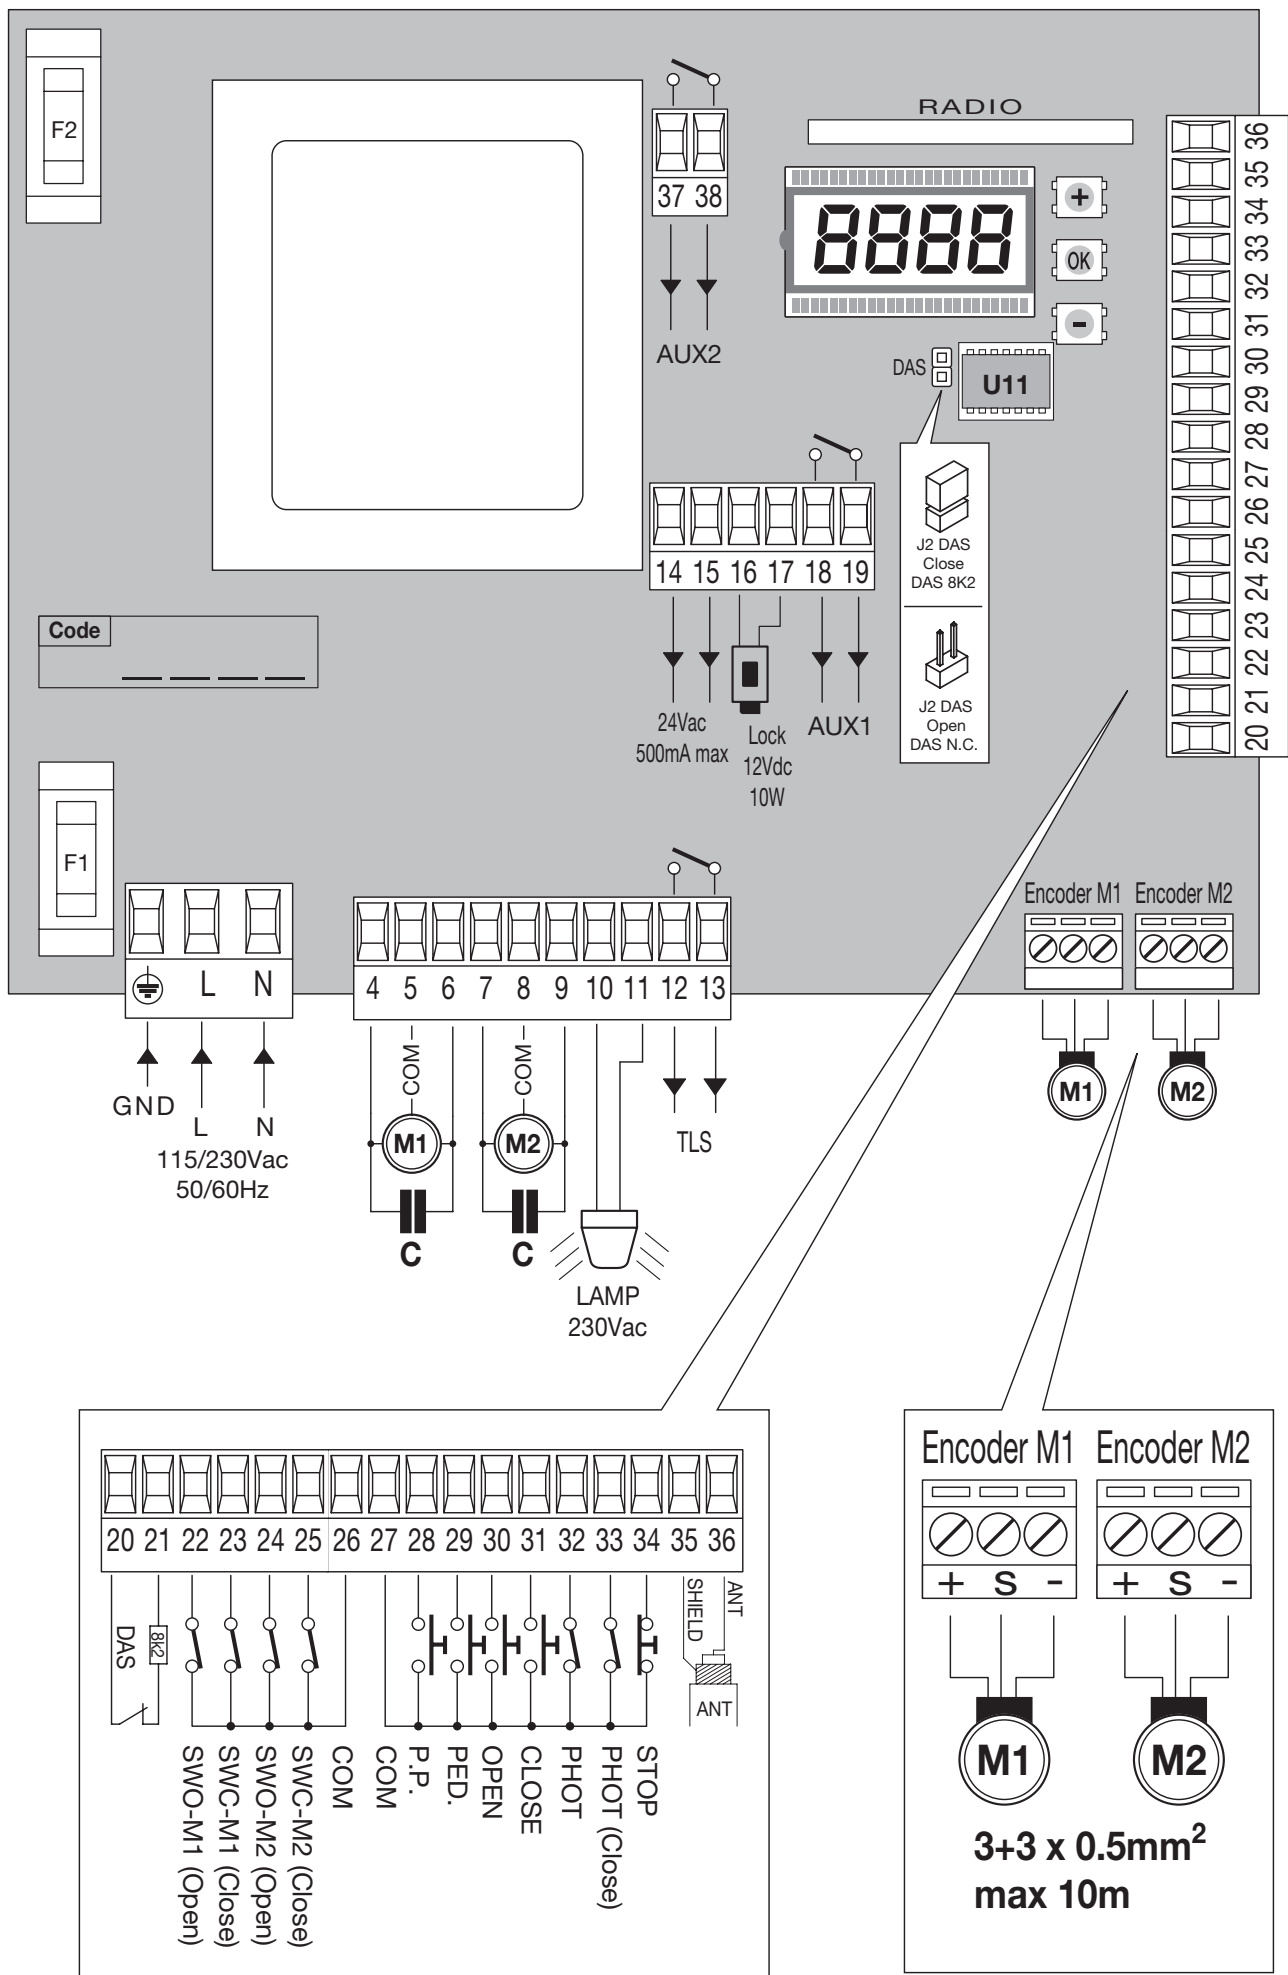 F2
RADIO
37 38
AUX2
8888
+
OK
-
DAS
U11
J2 DAS
Close
DAS 8K2
J2 DAS
Open
DAS N.C.
36
35
34
33
32
31
30
29
28
27
26
25
24
23
22
21
20
14 15 16 17 18 19
24Vac
500mA max
Lock
12Vdc
10W
AUX1
Code
F1
L N
GND
L N
115/230Vac
50/60Hz
4 5 6 7 8 9 10 11 12 13
COM
COM
M1
M2
C
C
LAMP
230Vac
TLS
Encoder M1 Encoder M2
M1
M2
20 21 22 23 24 25 26 27 28 29 30 31 32 33 34 35 36
DAS
8k2
SHIELD
ANT
ANT
SWO-M1 (Open)
SWC-M1 (Close)
SWO-M2 (Open)
SWC-M2 (Close)
COM
COM
P.P.
PED.
OPEN
CLOSE
PHOT
PHOT (Close)
STOP
Encoder M1 Encoder M2
+ S - + S -
M1
M2
3+3 x 0.5mm²
max 10m